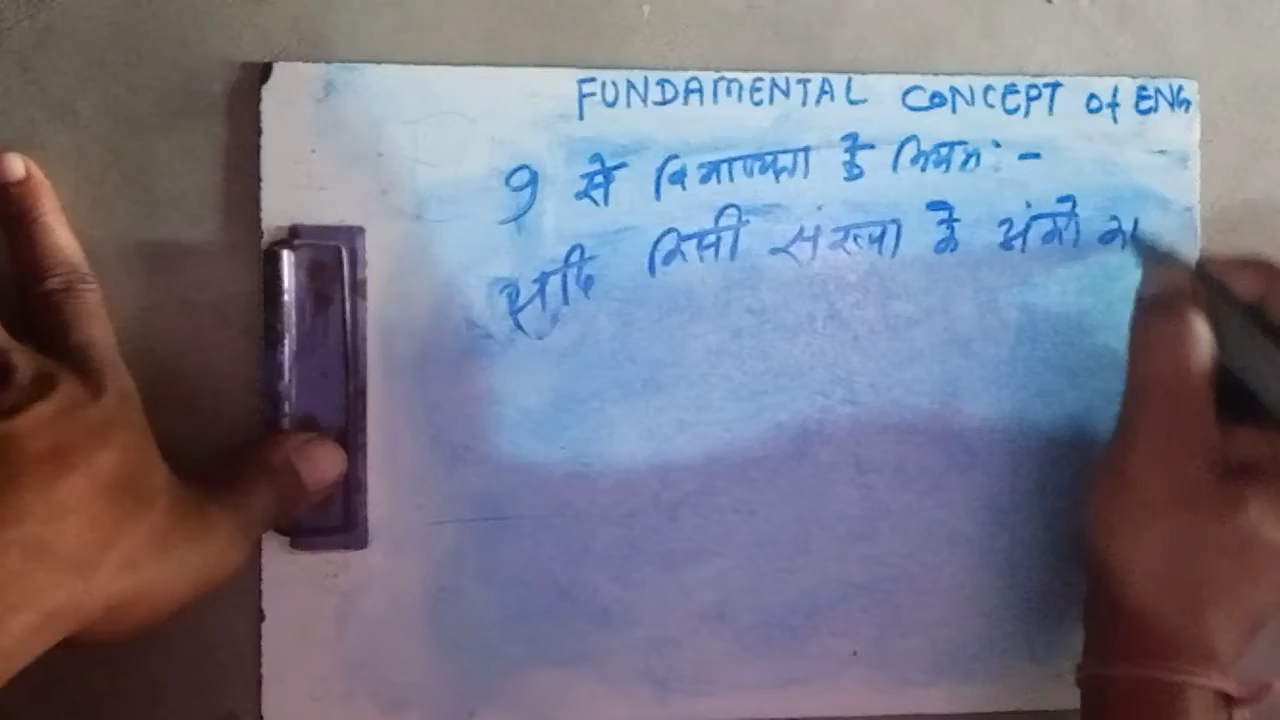 FUNDAMENTAL CONCEPT of ENG
9 से विभाज्यता के नियम: -
यदि किसी संख्या के अंको का